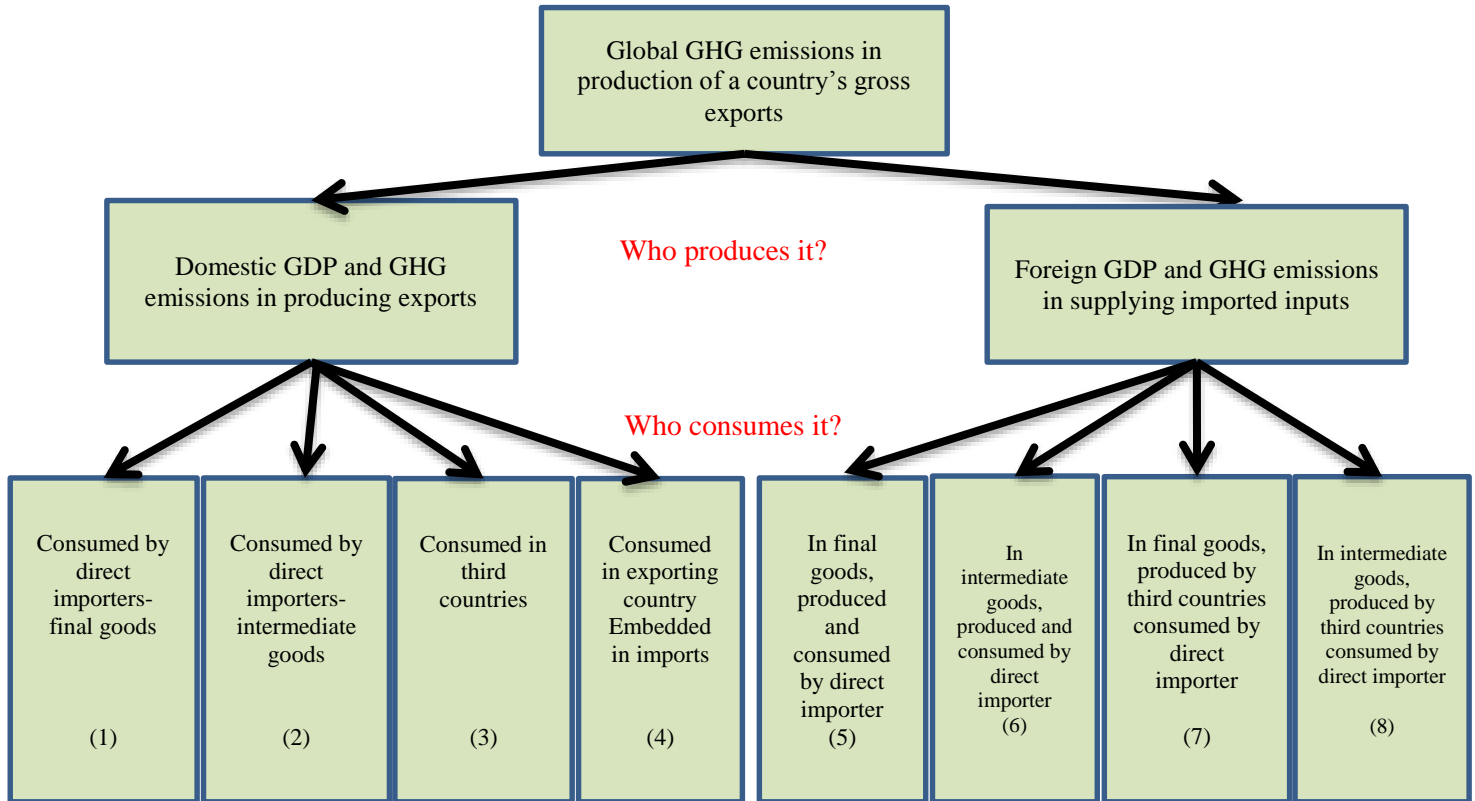 Global GHG emissions in
production of a country’s gross
exports
Who produces it?
Domestic GDP and GHG
emissions in producing exports
Foreign GDP and GHG emissions
in supplying imported inputs
Who consumes it?
Consumed by
direct
importers-
final goods
(1)
Consumed by
direct
importers-
intermediate
goods
(2)
Consumed in
third
countries
(3)
Consumed
in exporting
country
Embedded
in imports
(4)
In final
goods,
produced
and
consumed
by direct
importer
(5)
In
intermediate
goods,
produced and
consumed by
direct
importer
(6)
In final goods,
produced by
third countries
consumed by
direct
importer
(7)
In intermediate
goods,
produced by
third countries
consumed by
direct importer
(8)